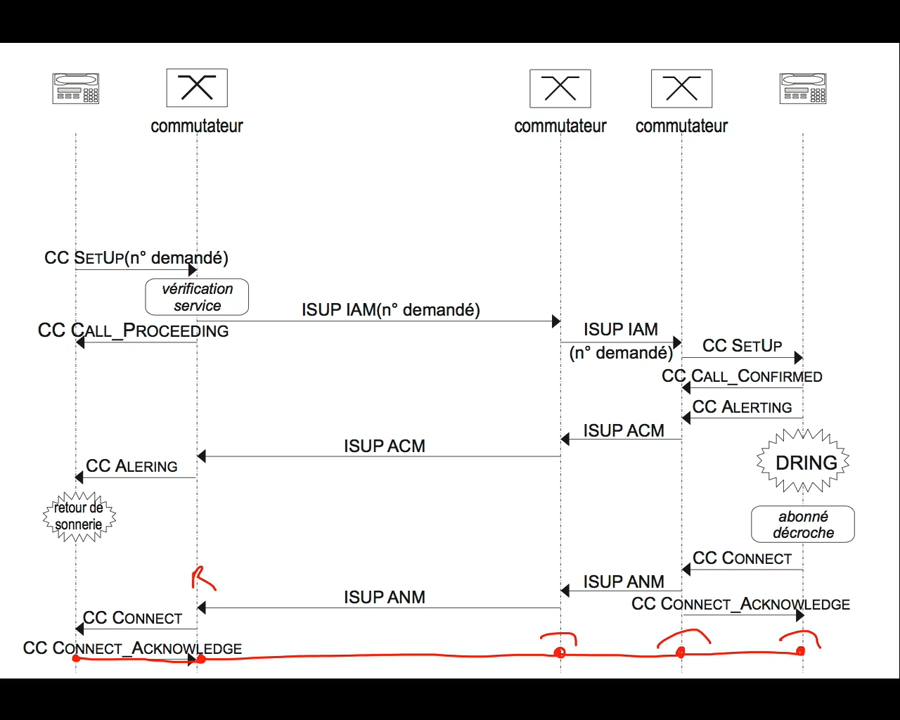 commutateur
commutateur
commutateur
CC SETUP(n° demandé)
vérification
service
ISUP IAM(n° demandé)
CC CALL_PROCEEDING
ISUP IAM
(n° demandé)
CC SETUP
CC CALL_CONFIRMED
CC ALERTING
ISUP ACM
ISUP ACM
CC ALERING
DRING
retour de
sonnerie
abonné
décroche
CC CONNECT
R
ISUP ANM
ISUP ANM
CC CONNECT_ACKNOWLEDGE
CC CONNECT
CC CONNECT_ACKNOWLEDGE